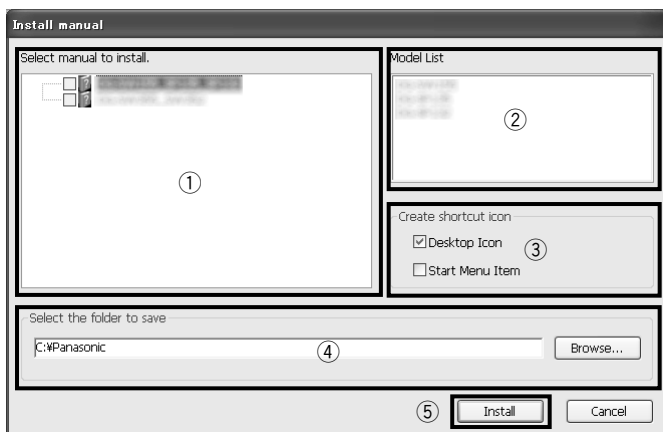 Install manual
Select manual to install.
①
Model List
②
Create shortcut icon
Desktop Icon
③
Start Menu Item
Select the folder to save
C:¥Panasonic
④
Browse...
⑤
Install
Cancel